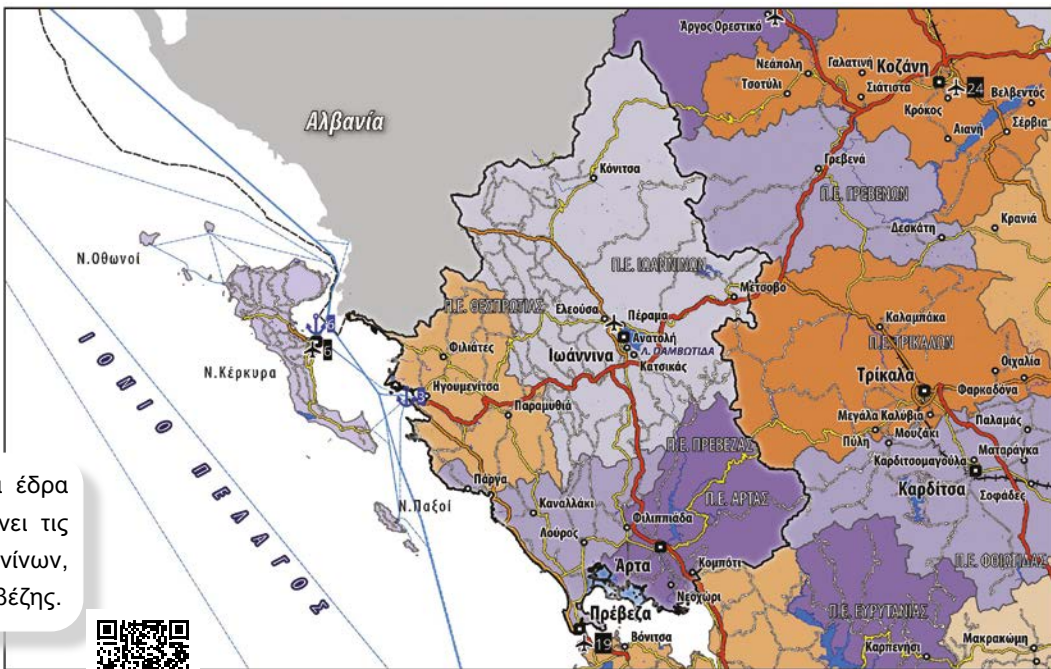 Άργος Ορεστικό
Νεάπολη
Γαλατινή
Κοζάνη
24
Τσοτύλι
Σιάτιστα
Κρόκος
Βελβεντός
Σέρβια
Αιανή
Αλβανία
Κόνιτσα
Γρεβενά
Π.Ε. ΓΡΕΒΕΝΩΝ
Κρανιά
Δεσκάτη
Ν.Οθωνοί
Π.Ε. ΙΩΑΝΝΙΝΩΝ
Μέτσοβο
Π.Ε. ΘΕΣΠΡΩΤΙΑΣ
Ελεούσα
Πέραμα
Καλαμπάκα
6
6
Ανατολή
Π.Ε. ΤΡΙΚΑΛΩΝ
Φιλιάτες
Ιωάννινα
Λ. ΠΑΜΒΩΤΙΔΑ
Οιχαλία
Ν.Κέρκυρα
Κατσικάς
Τρίκαλα
Φαρκαδόνα
Ηγουμενίτσα
Παραμυθιά
Μεγάλα Καλύβια
Παλαμάς
Πύλη
Μουζάκι
Π.Ε. ΠΡΕΒΕΖΑΣ
Ματαράγκα
Καρδιτσομαγούλα
ΙΟΝΙΟ ΠΕΛΑΓΟΣ
Πάργα
Π.Ε. ΑΡΤΑΣ
Καρδίτσα
Σοφάδες
Ν.Παξοί
Καναλλάκι
Φιλιππιάδα
Λούρος
Π.Ε. ΦΘΙΩΤΙΔΑΣ
Άρτα
Κομπότι
Νεοχώρι
Π.Ε. ΕΥΡΥΤΑΝΙΑΣ
Πρέβεζα
19
Βόνιτσα
Καρπενήσι
Μακρακώμη
έδρα
νει τις
νίνων,
βέζης.